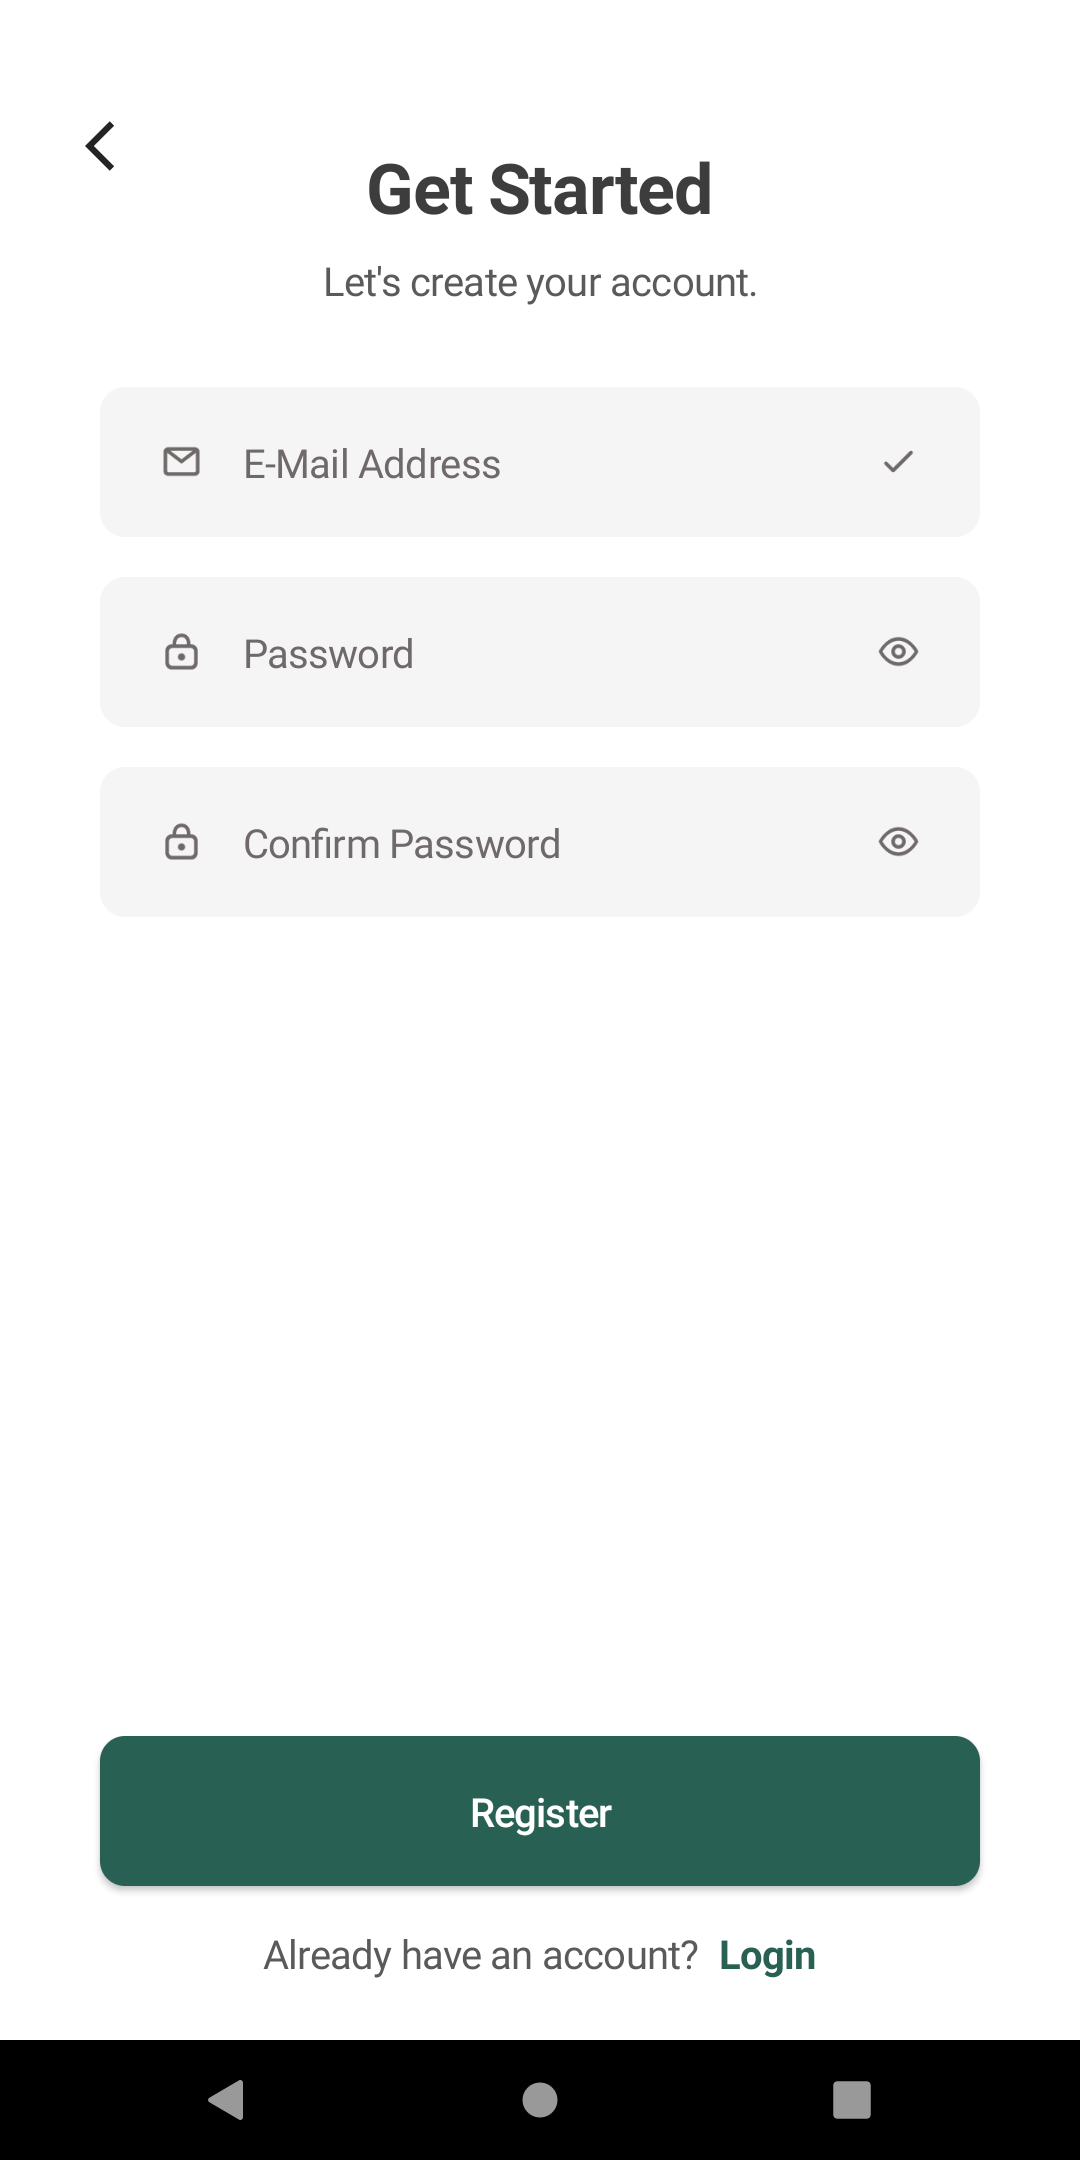 Get Started
Let's create your account.
E-Mail Address
Password
Confirm Password
Register
Already have an account? Login